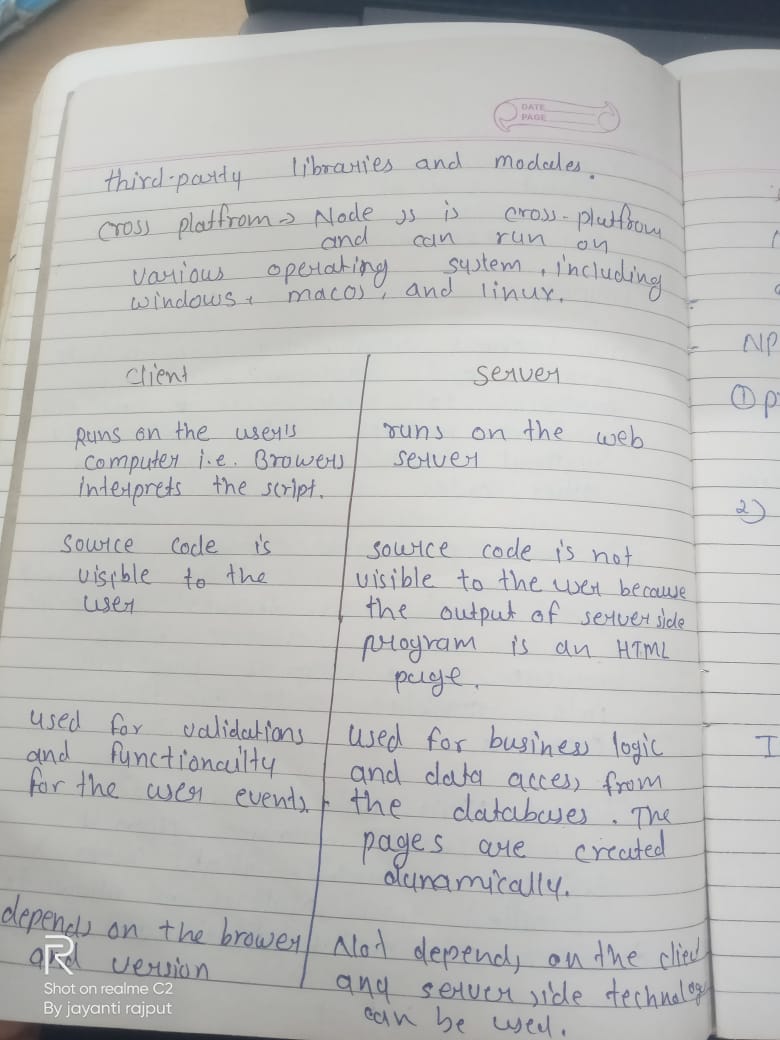 DATE
PAGE
third-party libraries and modules.
cross platfrom → Node js is cross-platfrom
and can run on
various operating system, including
windows, macos, and linux.
client
server
Runs on the user's
computer i.e. Browers
interprets the script.
runs on the web
server
source code is
visible to the
user
source code is not
visible to the user because
the output of server side
program is an HTML
page.
used for validations
and functionality
for the user events.
used for business logic
and data access from
the databases. The
pages are created
dynamically.
depends on the brower
and version
Not depends on the client
any server side technology
can be used.
NP
①
2)
I
R
Shot on realme C2
By jayanti rajput